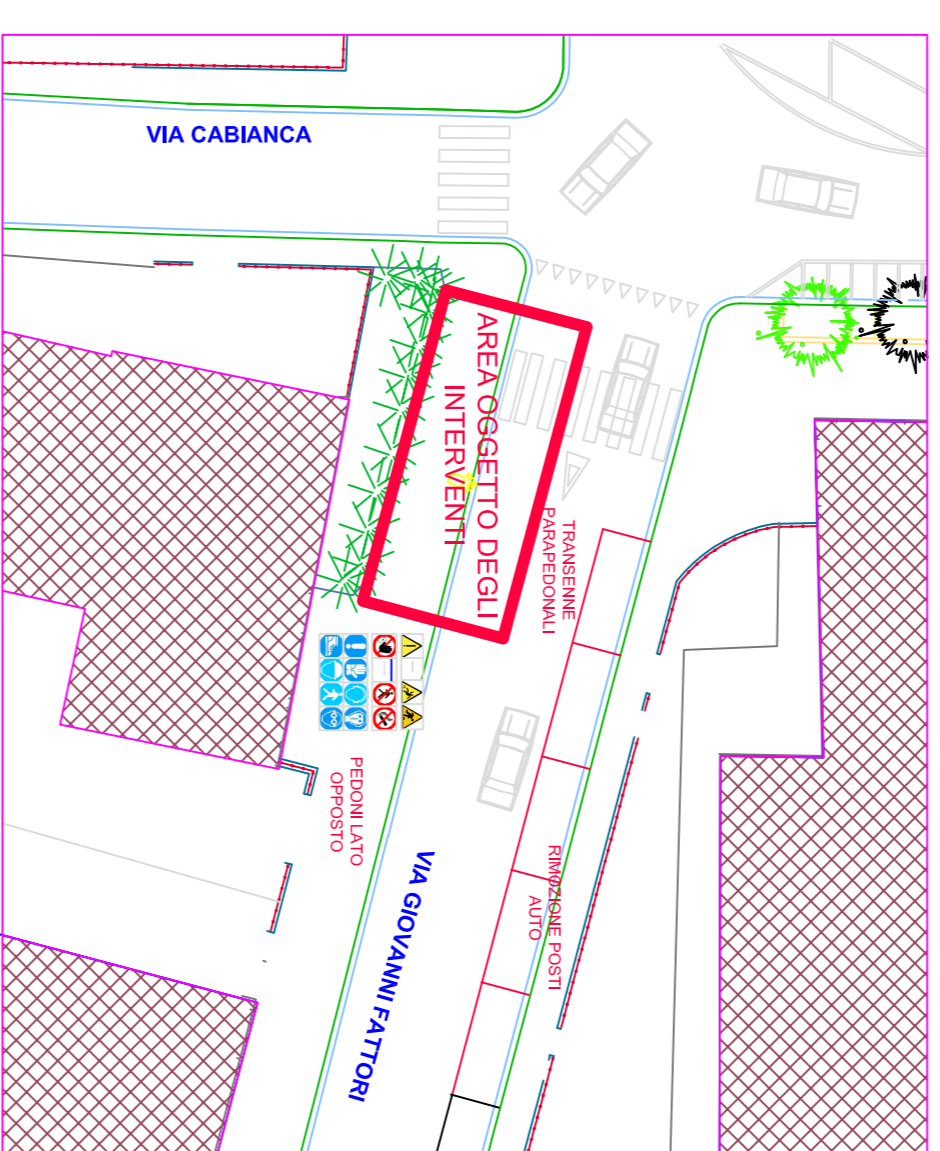 VIA CABIANCA
AREA OGGETTO DEGLI
INTERVENTI
TRANSENNE
PARAPEDONALI
PEDONI LATO
OPPOSTO
RIMOZIONE POSTI
AUTO
VIA GIOVANNI FATTORI